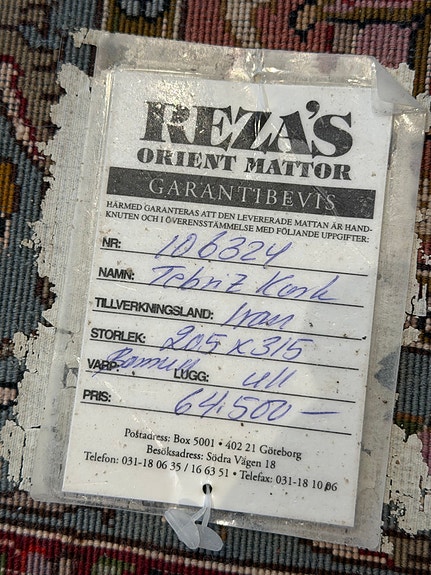 REZA'S
ORIENT MATTOR
GARANTIBEVIS
HÄRMED GARANTERAS ATT DEN LEVERERADE MATTAN ÄR HAND-
KNUTEN OCH I ÖVERENSSTÄMMELSE MED FÖLJANDE UPPGIFTER:
NR: 106324
NAMN: Tebriz Kork
TILLVERKNINGSLAND: Iran
STORLEK: 205 x 315
VARP: Bomull LUGG: ull
PRIS: 64.500 —
Postadress: Box 5001 • 402 21 Göteborg
Besöksadress: Södra Vägen 18
Telefon: 031-18 06 35 / 16 63 51 • Telefax: 031-18 10 06